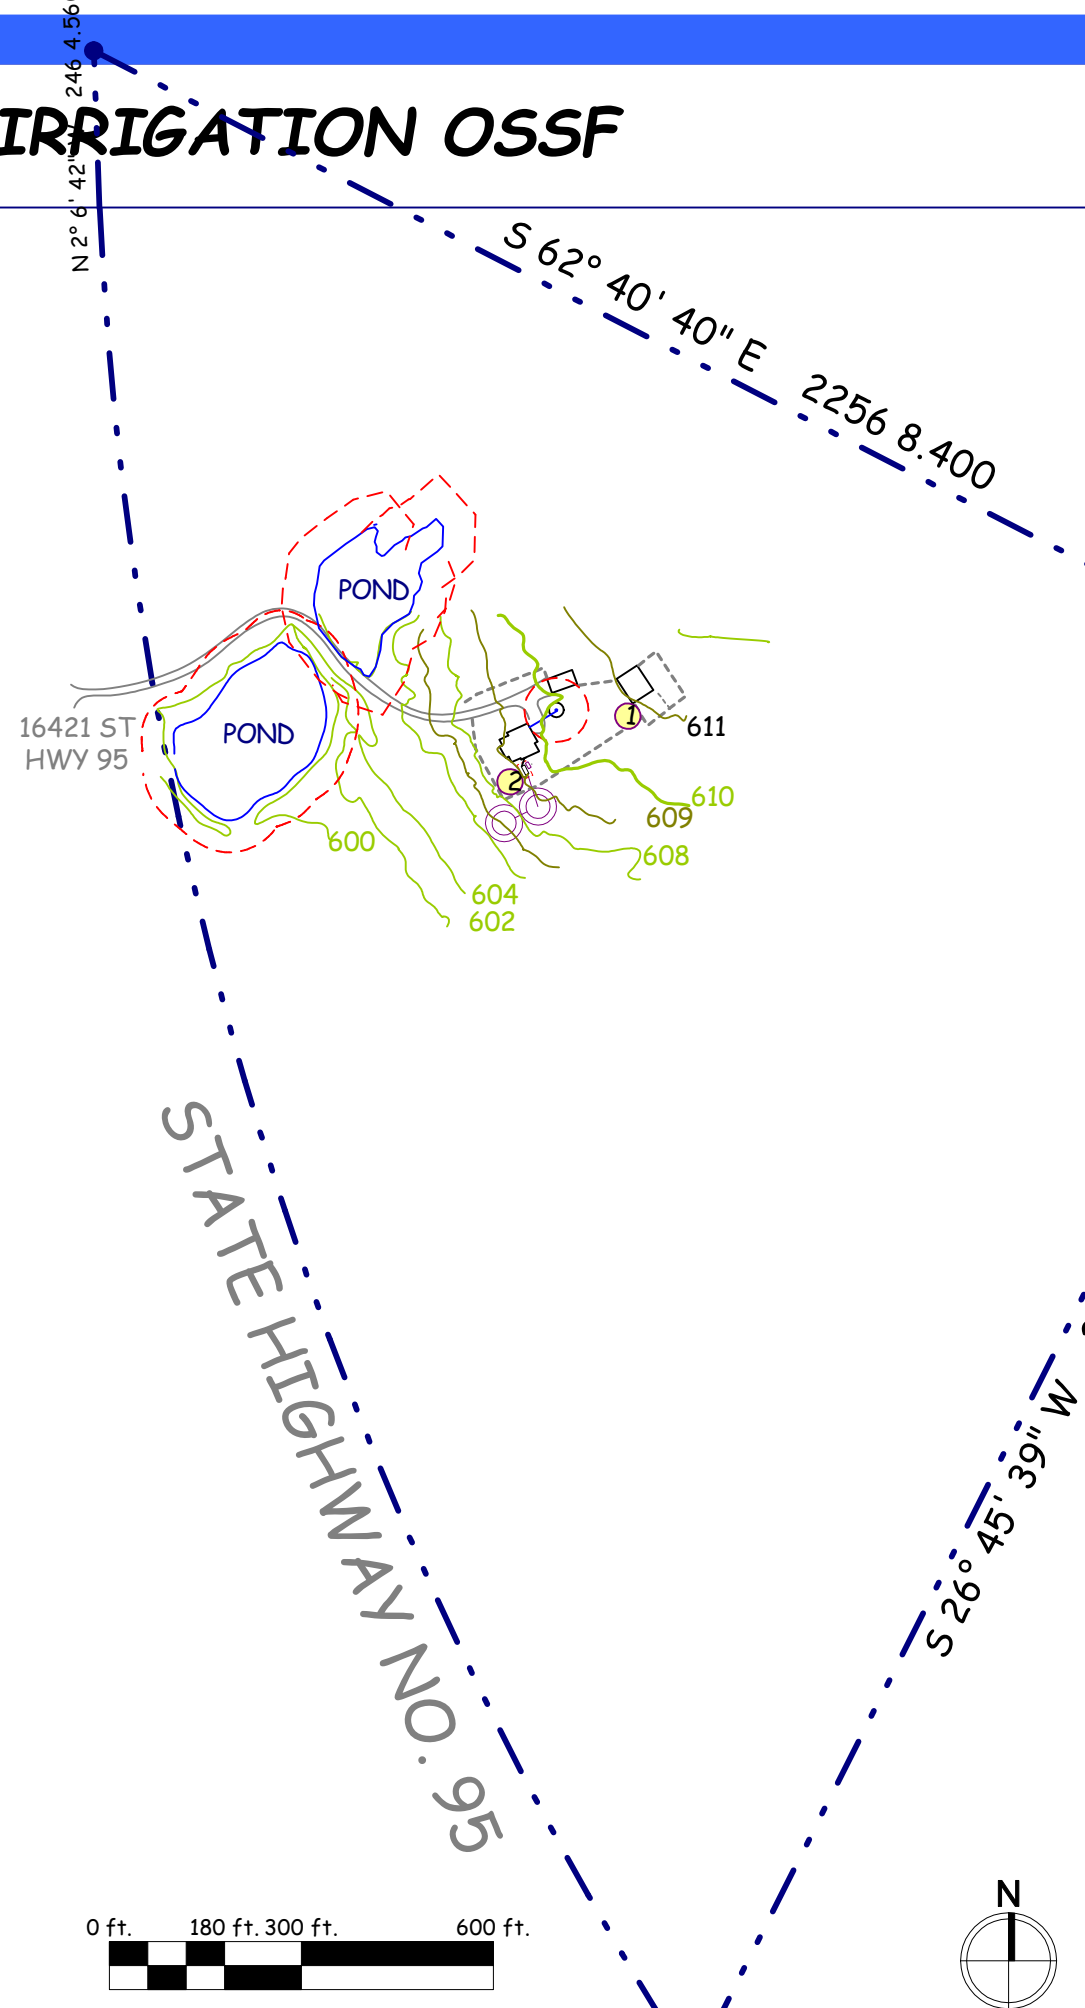 N 2° 6' 42" W 246 4.56
IRRIGATION OSSF
S 62° 40' 40" E 2256 8.400
POND
POND
16421 ST
HWY 95
1
2
611
610
609
608
600
604
602
STATE HIGHWAY NO. 95
S 26° 45' 39" W
0 ft. 180 ft. 300 ft. 600 ft.
N